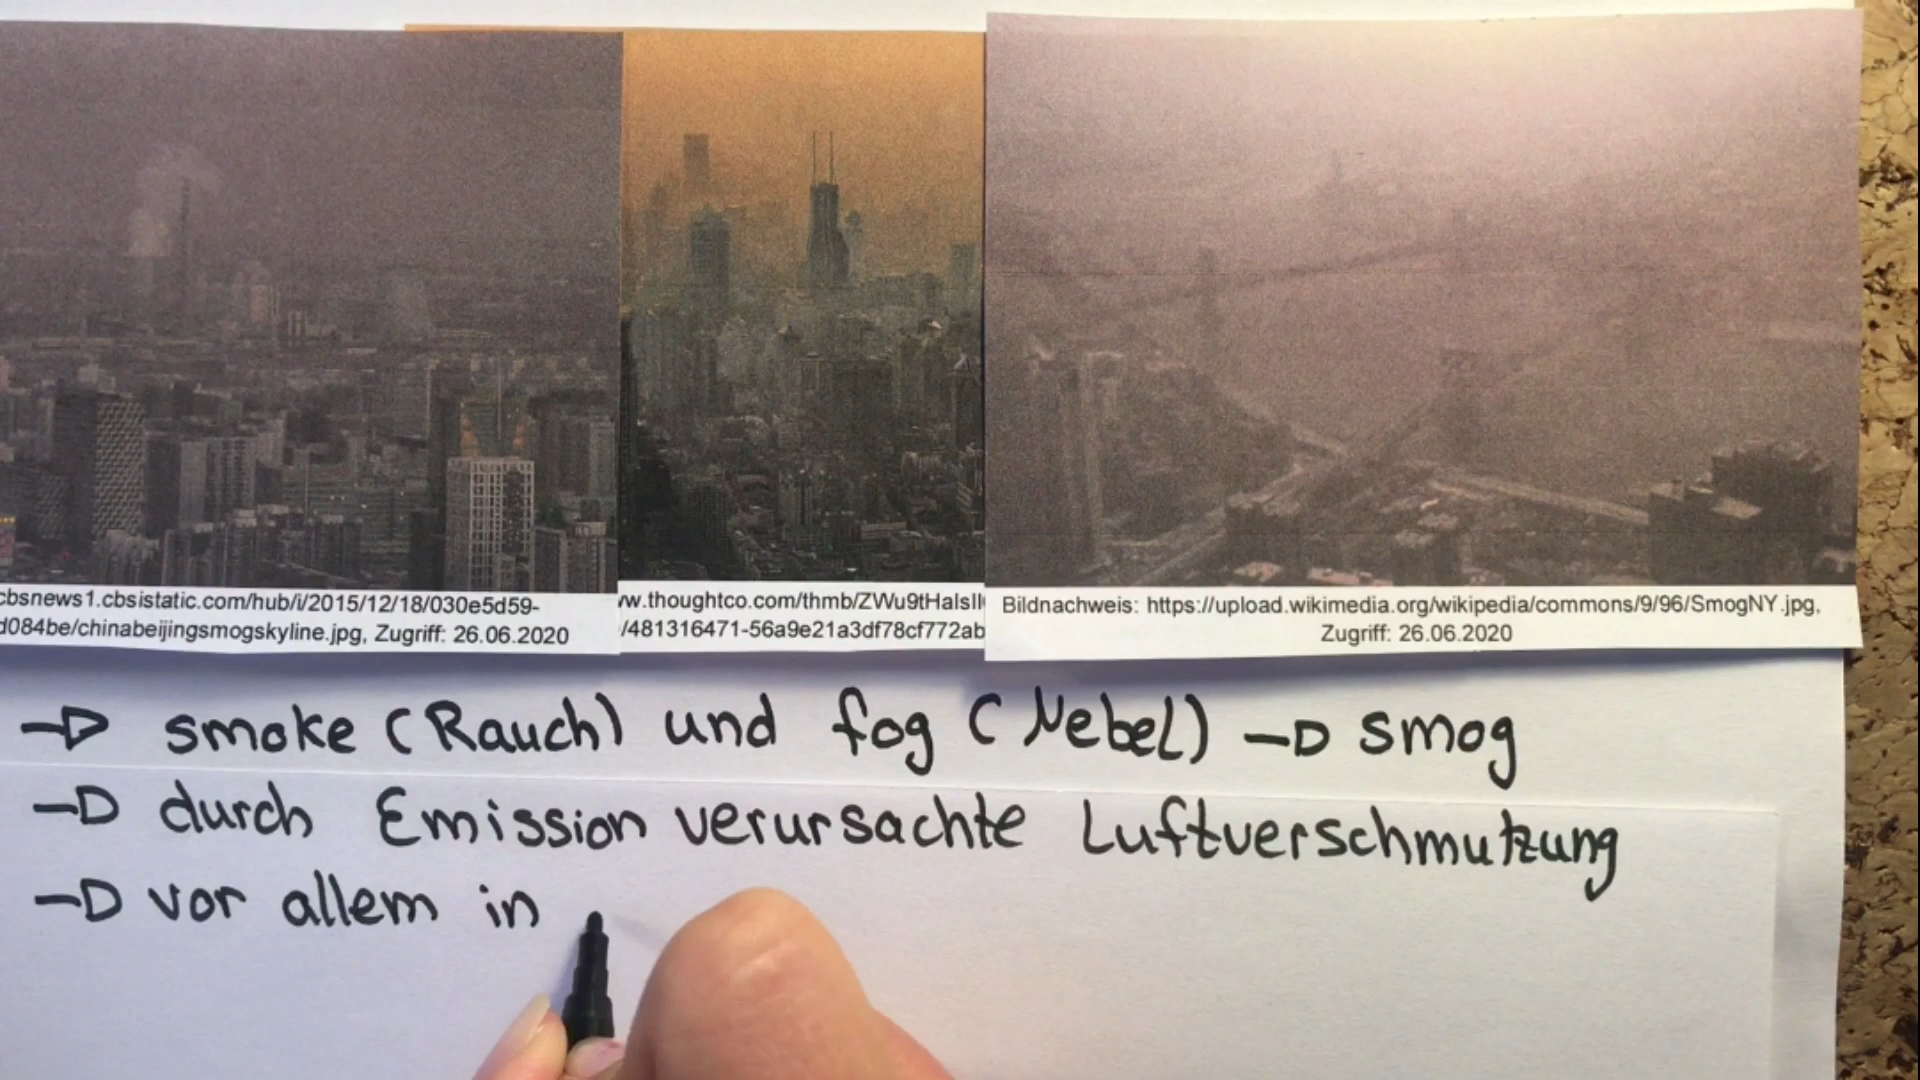 cbsnews1.cbsistatic.com/hub/i/2015/12/18/030e5d59-
d084be/chinabeijingsmogskyline.jpg, Zugriff: 26.06.2020
w.thoughtco.com/thmb/ZWu9tHalsII
/481316471-56a9e21a3df78cf772ab
Bildnachweis: https://upload.wikimedia.org/wikipedia/commons/9/96/SmogNY.jpg,
Zugriff: 26.06.2020
→ smoke (Rauch) und fog (Nebel) → smog
→ durch Emission verursachte Luftverschmutzung
→ vor allem in